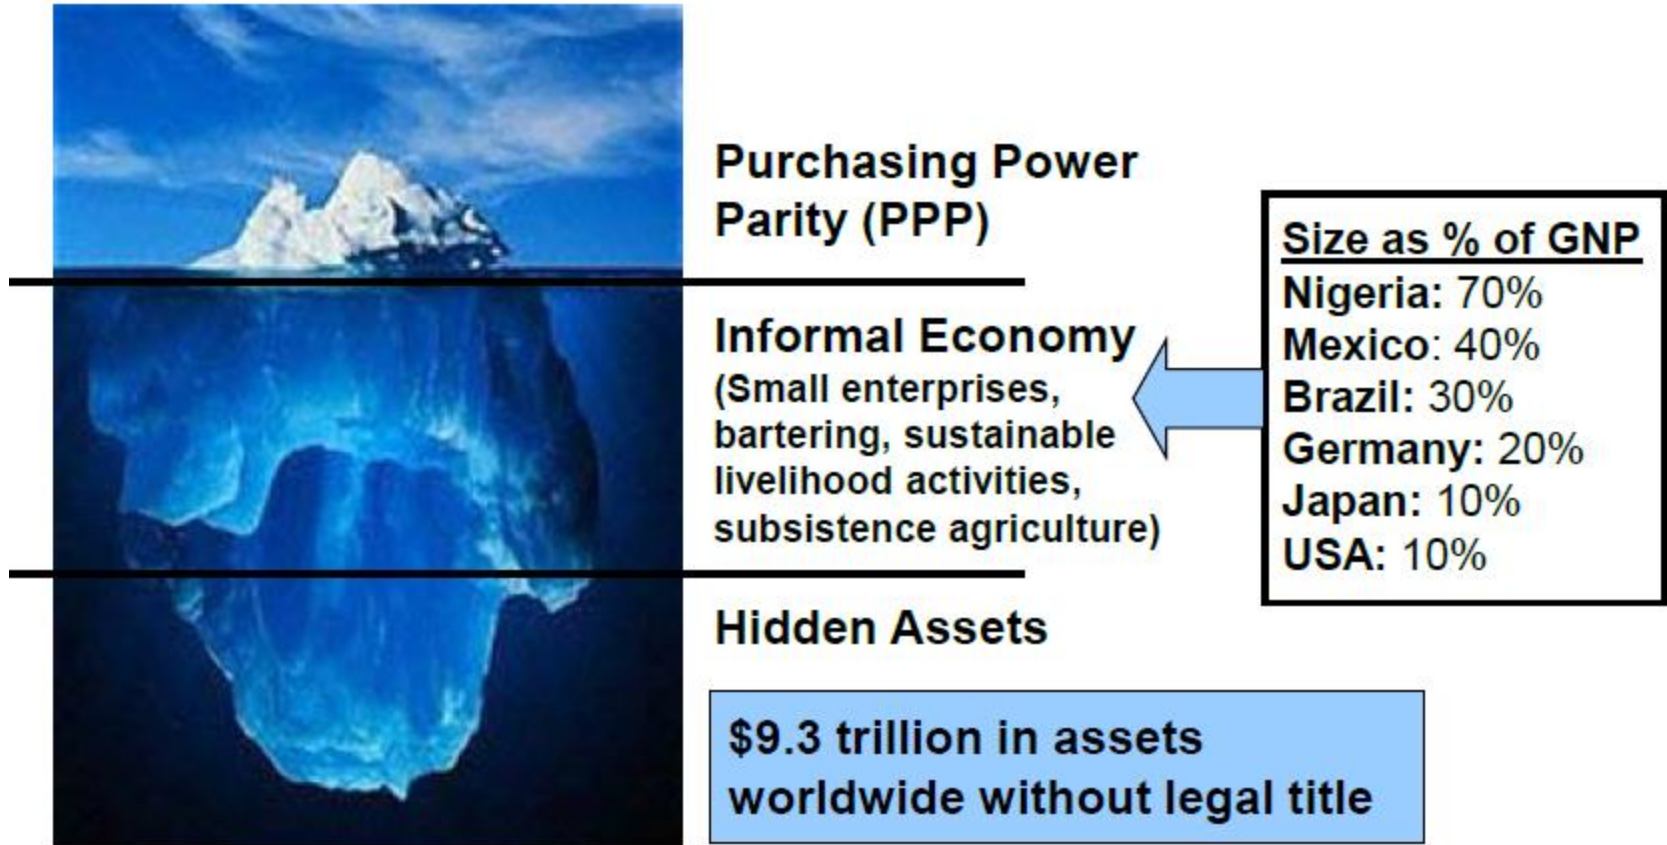 Purchasing Power
Parity (PPP)
Informal Economy
(Small enterprises,
bartering, sustainable
livelihood activities,
subsistence agriculture)
Size as % of GNP
Nigeria: 70%
Mexico: 40%
Brazil: 30%
Germany: 20%
Japan: 10%
USA: 10%
Hidden Assets
$9.3 trillion in assets
worldwide without legal title